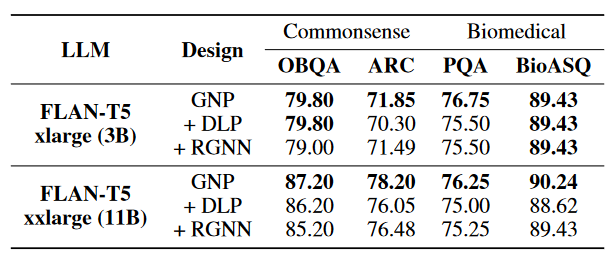 LLM Design Commonsense Biomedical
OBQA ARC PQA BioASQ
FLAN-T5 xlarge (3B)
GNP 79.80 71.85 76.75 89.43
+ DLP 79.80 70.30 75.50 89.43
+ RGNN 79.00 71.49 75.50 89.43
FLAN-T5 xxlarge (11B)
GNP 87.20 78.20 76.25 90.24
+ DLP 86.20 76.05 75.00 88.62
+ RGNN 85.20 76.48 75.25 89.43